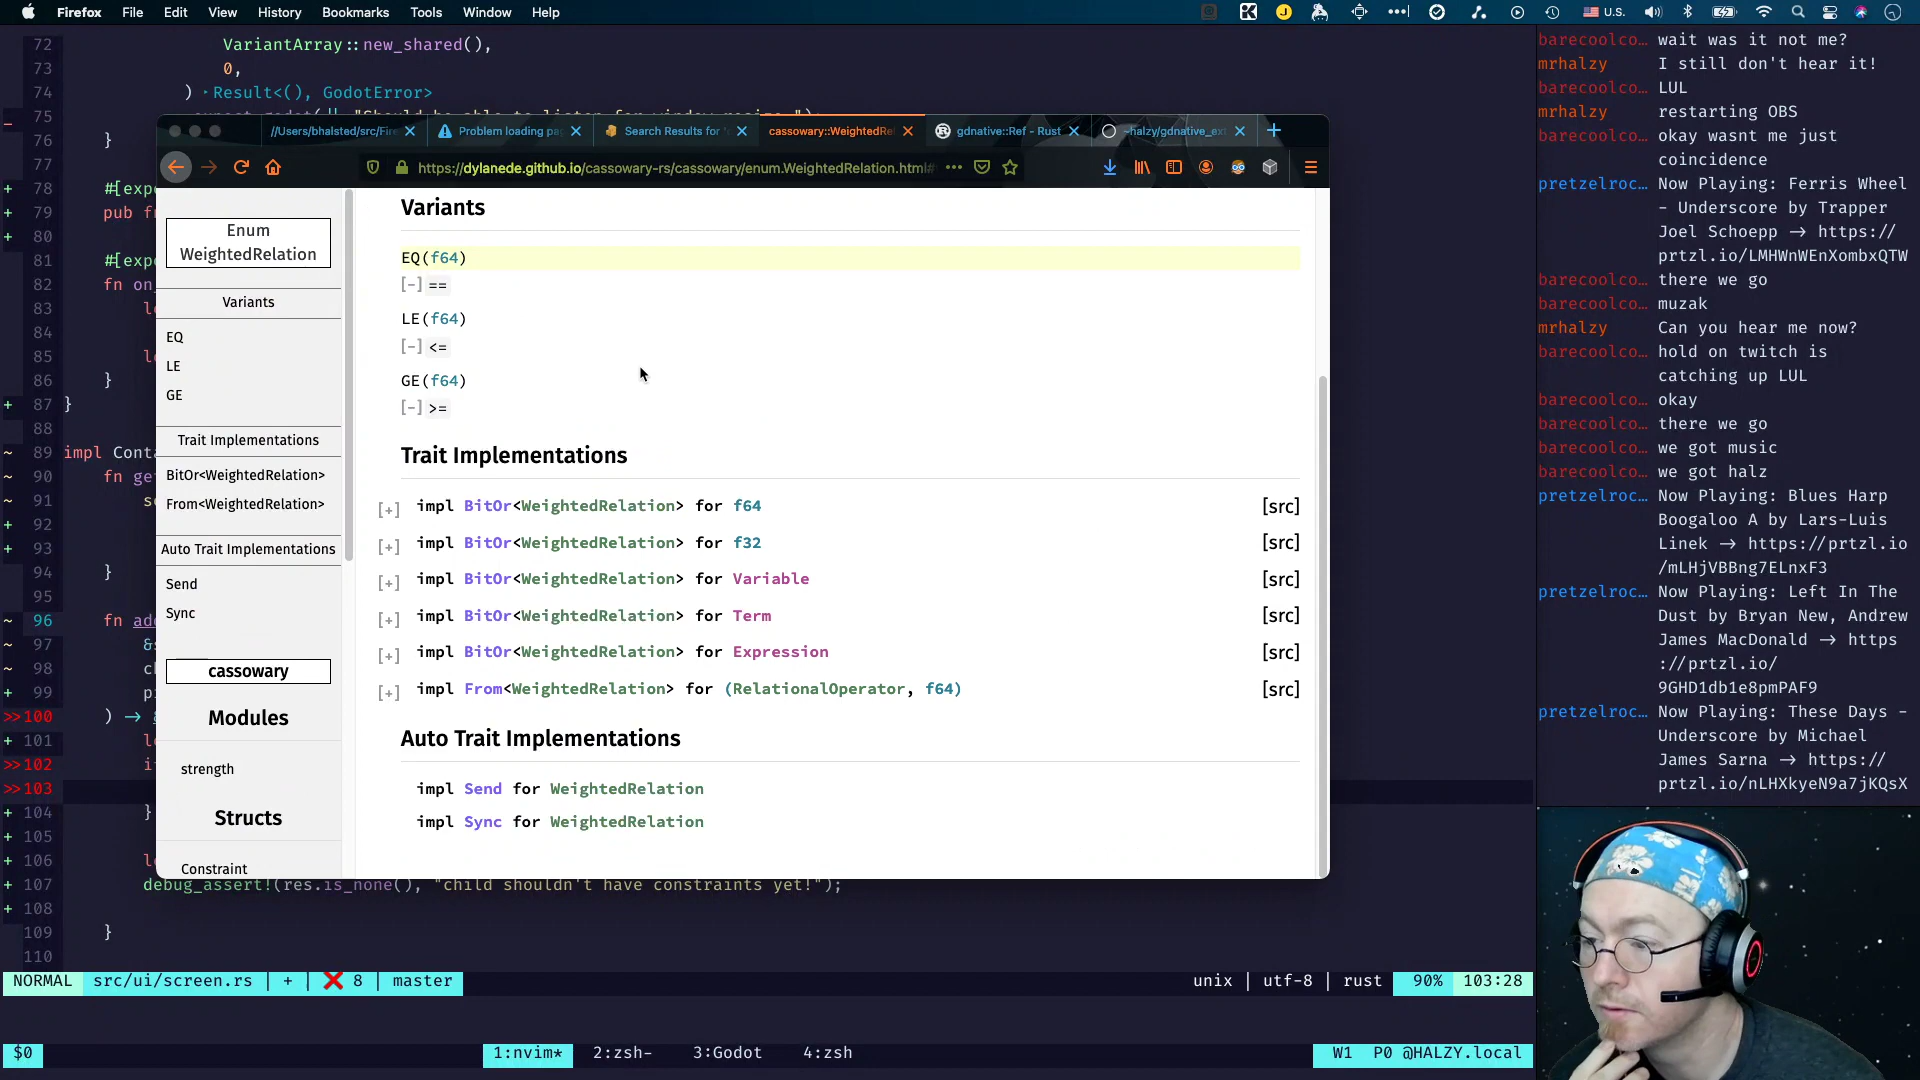 Firefox File Edit View History Bookmarks Tools Window Help U.S.
72 VariantArray::new_shared(),
73 0,
74 ) ‣ Result<(), GodotError>
75
76 }
77
+ 78 #[exp
+ 79 pub f
+ 80
81 #[exp
82 fn on
83 l
84
85 l
86 }
+ 87 }
88
~ 89 impl Conta
~ 90 fn ge
~ 91 s
+ 92
+ 93
94 }
95
~ 96 fn add
~ 97 &
~ 98 c
+ 99 p
>>100 ) →
+ 101 l
>>102 i
>>103
+ 104 }
+ 105
+ 106 l
+ 107 debug_assert!(res.is_none(), "child shouldn't have constraints yet!");
+ 108
109 }
110
//Users/bhalsted/src/Fire Problem loading pa Search Results for cassowary::WeightedRel gdnative::Ref - Rust ~halzy/gdnative_ext
https://dylanede.github.io/cassowary-rs/cassowary/enum.WeightedRelation.html#
Enum
WeightedRelation
Variants
EQ
LE
GE
Trait Implementations
BitOr<WeightedRelation>
From<WeightedRelation>
Auto Trait Implementations
Send
Sync
cassowary
Modules
strength
Structs
Constraint
Variants
EQ(f64)
[-] ==
LE(f64)
[-] <=
GE(f64)
[-] >=
Trait Implementations
[+] impl BitOr<WeightedRelation> for f64 [src]
[+] impl BitOr<WeightedRelation> for f32 [src]
[+] impl BitOr<WeightedRelation> for Variable [src]
[+] impl BitOr<WeightedRelation> for Term [src]
[+] impl BitOr<WeightedRelation> for Expression [src]
[+] impl From<WeightedRelation> for (RelationalOperator, f64) [src]
Auto Trait Implementations
impl Send for WeightedRelation
impl Sync for WeightedRelation
barecoolco… wait was it not me?
mrhalzy I still don't hear it!
barecoolco… LUL
mrhalzy restarting OBS
barecoolco… okay wasnt me just
coincidence
pretzelroc… Now Playing: Ferris Wheel
- Underscore by Trapper
Joel Schoepp → https://
prtzl.io/LMHWnWEnXombxQTW
barecoolco… there we go
barecoolco… muzak
mrhalzy Can you hear me now?
barecoolco… hold on twitch is
catching up LUL
barecoolco… okay
barecoolco… there we go
barecoolco… we got music
barecoolco… we got halz
pretzelroc… Now Playing: Blues Harp
Boogaloo A by Lars-Luis
Linek → https://prtzl.io
/mLHjVBBng7ELnxF3
pretzelroc… Now Playing: Left In The
Dust by Bryan New, Andrew
James MacDonald → https
://prtzl.io/
9GHD1db1e8pmPAF9
pretzelroc… Now Playing: These Days -
Underscore by Michael
James Sarna → https://
prtzl.io/nLHXkyeN9a7jKQsX
NORMAL src/ui/screen.rs | + | ❌ 8 | master unix | utf-8 | rust 90% 103:28
$0 1:nvim* 2:zsh- 3:Godot 4:zsh W1 P0 @HALZY.local